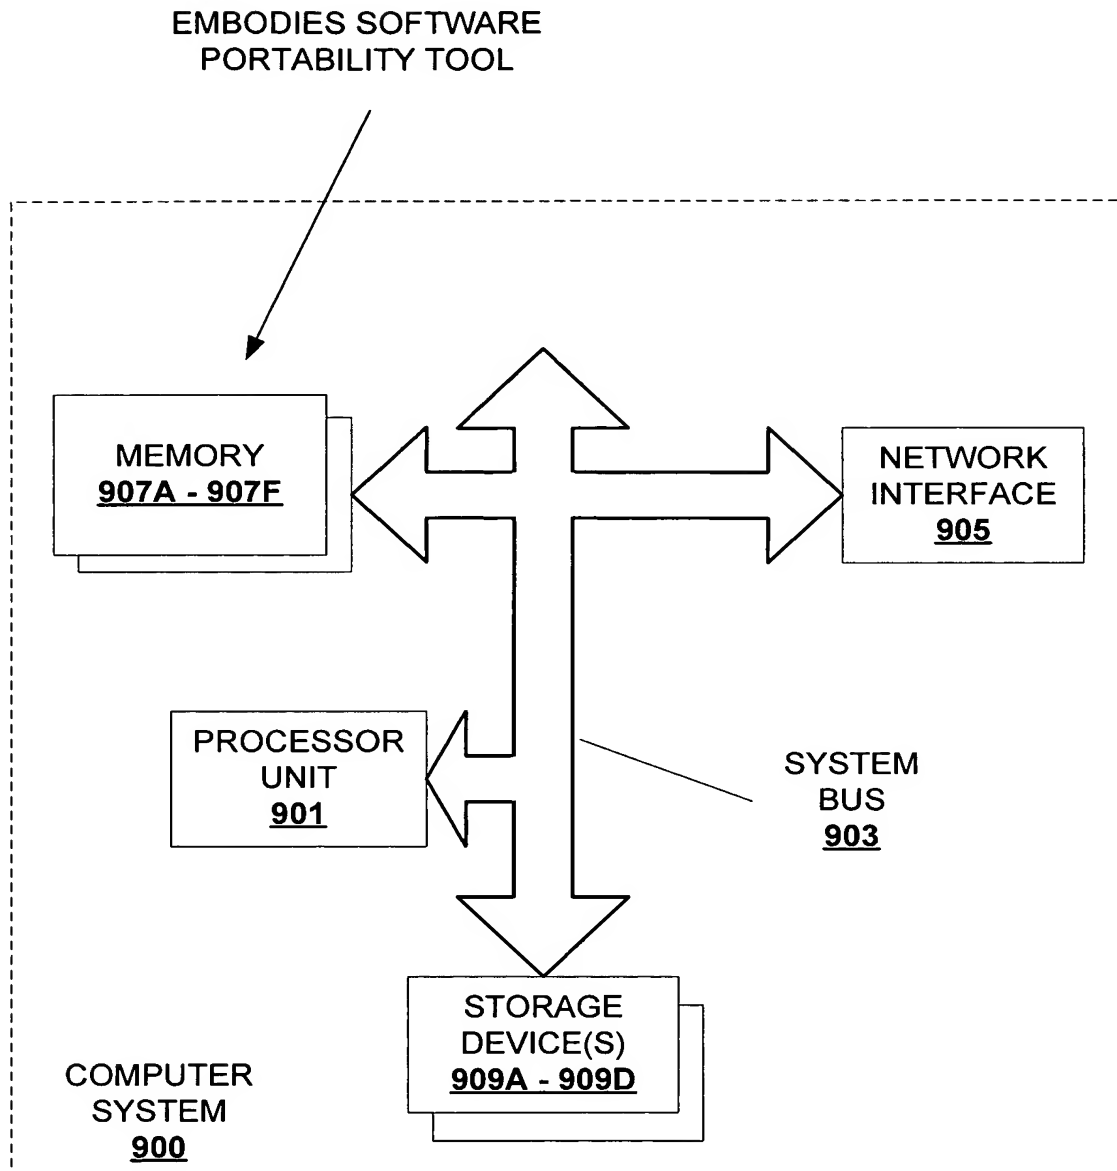 EMBODIES SOFTWARE
PORTABILITY TOOL
MEMORY
907A - 907F
NETWORK
INTERFACE
905
PROCESSOR
UNIT
901
SYSTEM
BUS
903
STORAGE
DEVICE(S)
909A - 909D
COMPUTER
SYSTEM
900